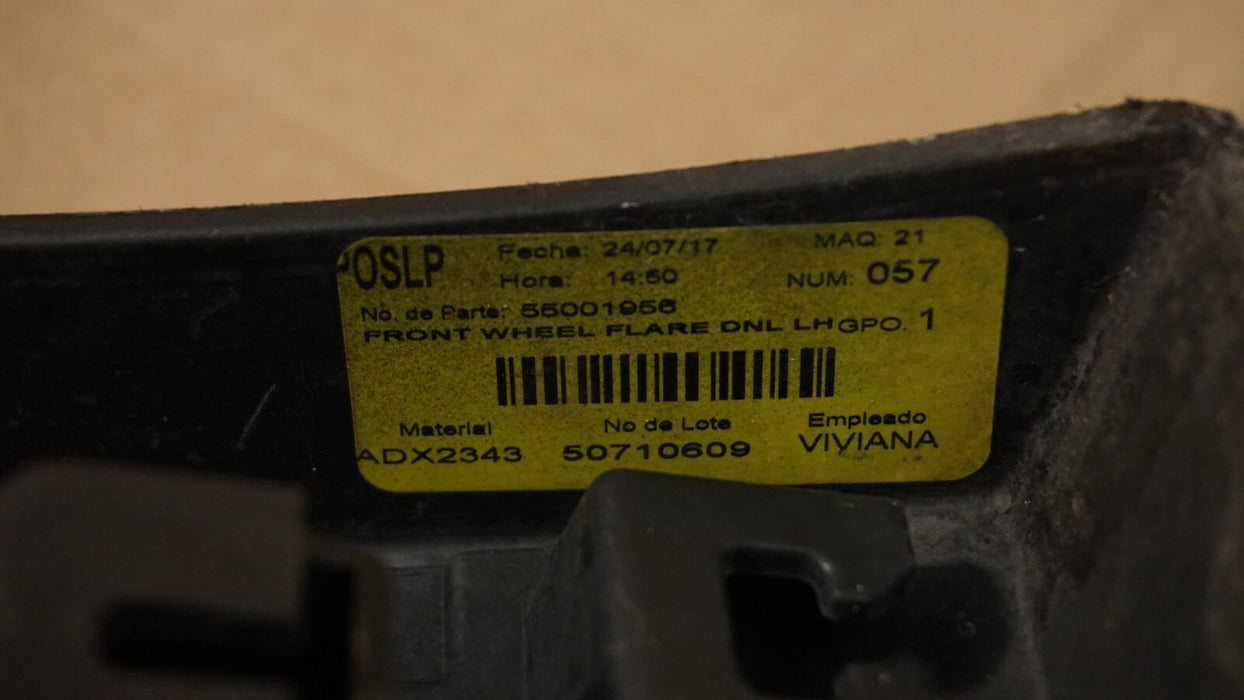 POSLP Fecha: 24/07/17 MAQ: 21
Hora: 14:50 NUM: 057
No. de Parte: 55001956
FRONT WHEEL FLARE DNL LH GPO. 1
Material No de Lote Empleado
ADX2343 50710609 VIVIANA